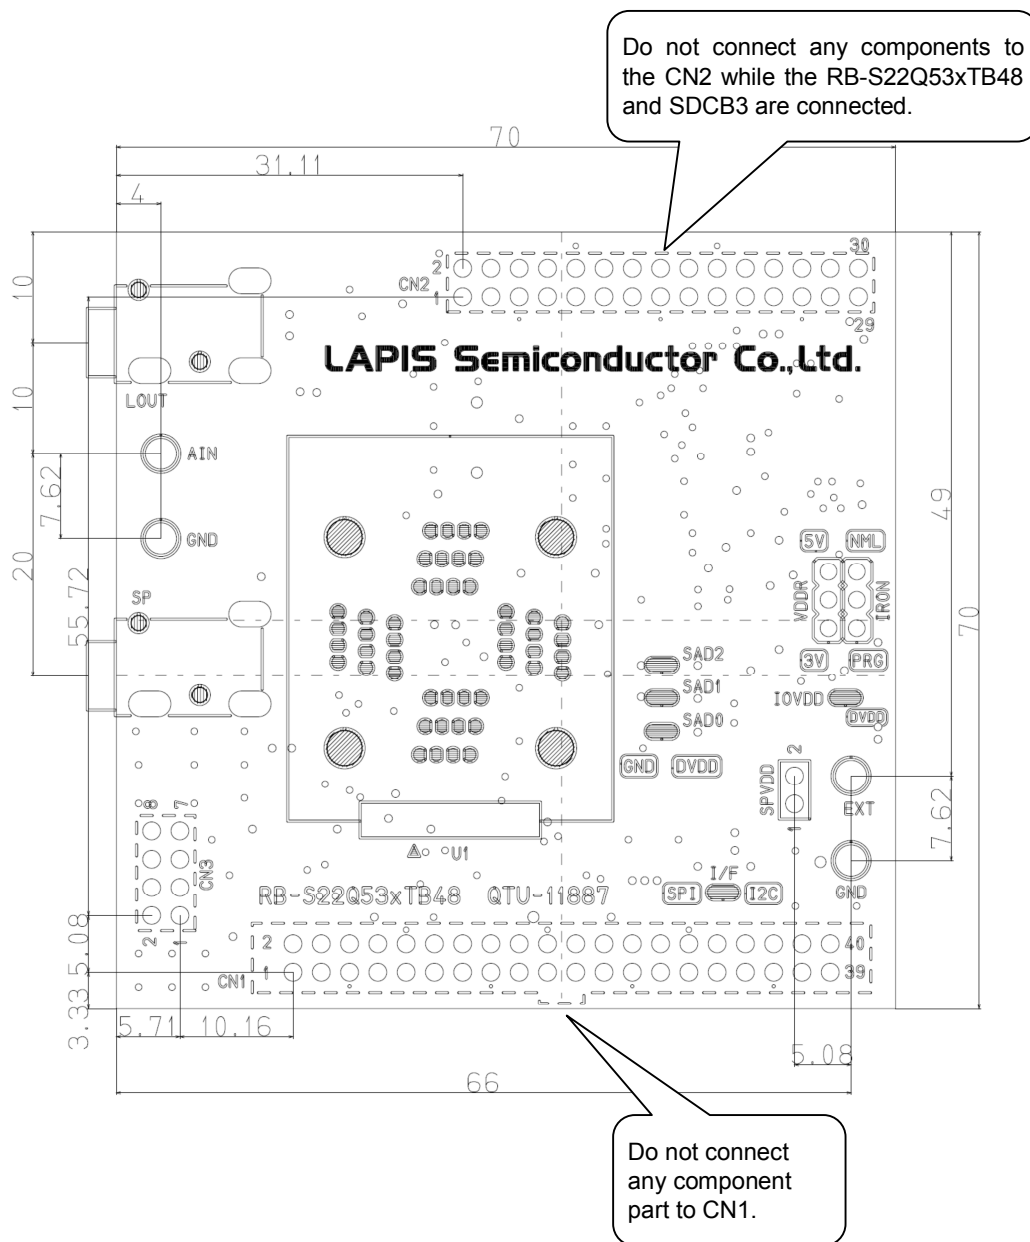 Do not connect any components to
the CN2 while the RB-S22Q53xTB48
and SDCB3 are connected.
70
31.11
4
10
2
30
CN2
1
29
LAPIS Semiconductor Co.,Ltd.
LOUT
10
AIN
7.62
GND
49
5V
NML
VDDR
IRON
20
55.72
SP
70
3V
PRG
SAD2
SAD1
IOVDD
DVDD
SAD0
GND
DVDD
2
SPVDD
1
EXT
7.62
8
7
CN3
U1
I/F
GND
RB-S22Q53xTB48
QTU-11887
SPI
I2C
2
1
5.08
2
40
CN1
1
39
3.33
5.71
10.16
5.08
66
Do not connect
any component
part to CN1.